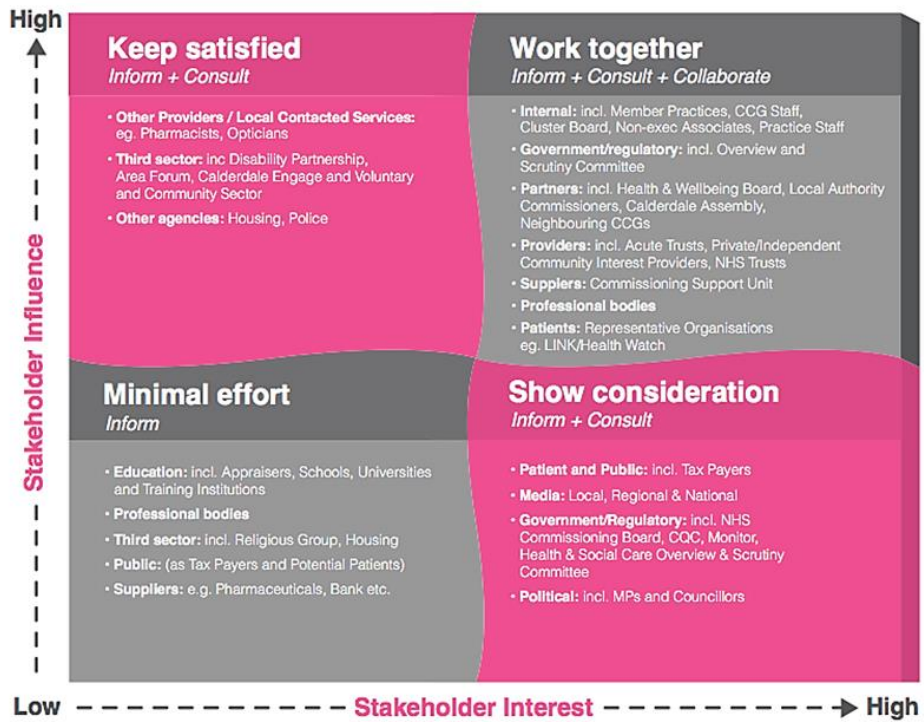 High
Keep satisfied
Inform + Consult
• Other Providers / Local Contacted Services:
eg. Pharmacists, Opticians
• Third sector: inc Disability Partnership,
Area Forum, Calderdale Engage and Voluntary
and Community Sector
• Other agencies: Housing, Police
Work together
Inform + Consult + Collaborate
• Internal: incl. Member Practices, CCG Staff,
Cluster Board, Non-exec Associates, Practice Staff
• Government/regulatory: incl. Overview and
Scrutiny Committee
• Partners: incl. Health & Wellbeing Board, Local Authority
Commissioners, Calderdale Assembly,
Neighbouring CCGs
• Providers: incl. Acute Trusts, Private/Independent
Community Interest Providers, NHS Trusts
• Suppliers: Commissioning Support Unit
• Professional bodies
• Patients: Representative Organisations
eg. LINK/Health Watch
Stakeholder Influence
Minimal effort
Inform
• Education: incl. Appraisers, Schools, Universities
and Training Institutions
• Professional bodies
• Third sector: incl. Religious Group, Housing
• Public: (as Tax Payers and Potential Patients)
• Suppliers: e.g. Pharmaceuticals, Bank etc.
Show consideration
Inform + Consult
• Patient and Public: incl. Tax Payers
• Media: Local, Regional & National
• Government/Regulatory: incl. NHS
Commissioning Board, CQC, Monitor,
Health & Social Care Overview & Scrutiny
Committee
• Political: incl. MPs and Councillors
Low
Stakeholder Interest
High